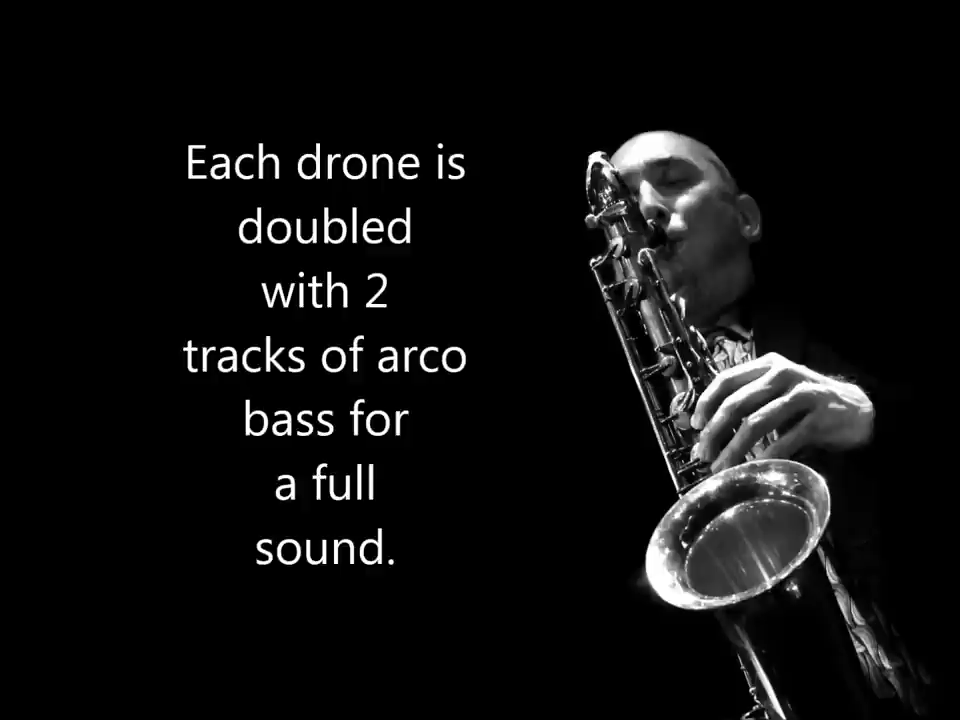 Each drone is
doubled
with 2
tracks of arco
bass for
a full
sound.